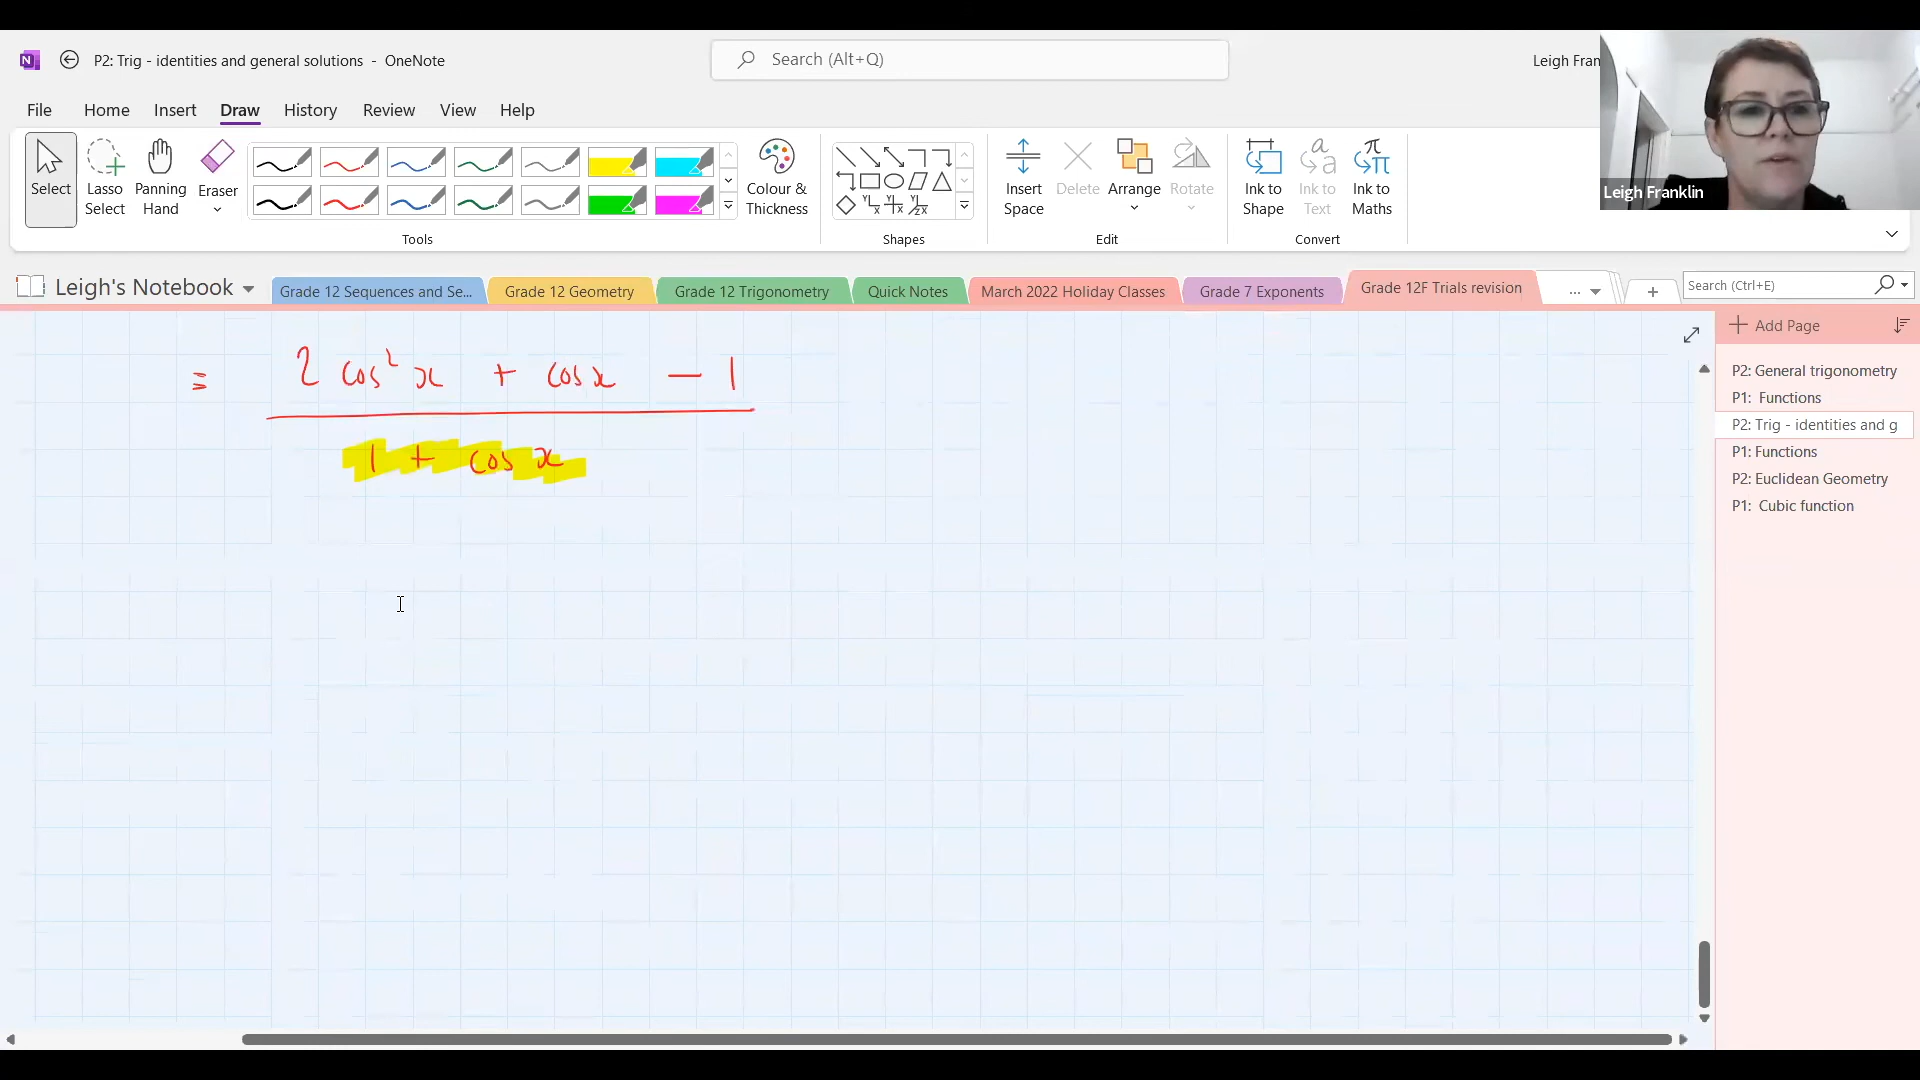 P2: Trig - identities and general solutions - OneNote
Search (Alt+Q)
Leigh Fran
File Home Insert Draw History Review View Help
Select
Lasso Select
Panning Hand
Eraser
Colour & Thickness
Insert Space
Delete
Arrange
Rotate
Ink to Shape
Ink to Text
Ink to Maths
Leigh Franklin
Tools Shapes Edit Convert
Leigh's Notebook
Grade 12 Sequences and Se...
Grade 12 Geometry
Grade 12 Trigonometry
Quick Notes
March 2022 Holiday Classes
Grade 7 Exponents
Grade 12F Trials revision
...
Search (Ctrl+E)
Add Page
P2: General trigonometry
P1: Functions
P2: Trig - identities and g
P1: Functions
P2: Euclidean Geometry
P1: Cubic function
= 2 cos² x + cos x - 1
1 + cos x